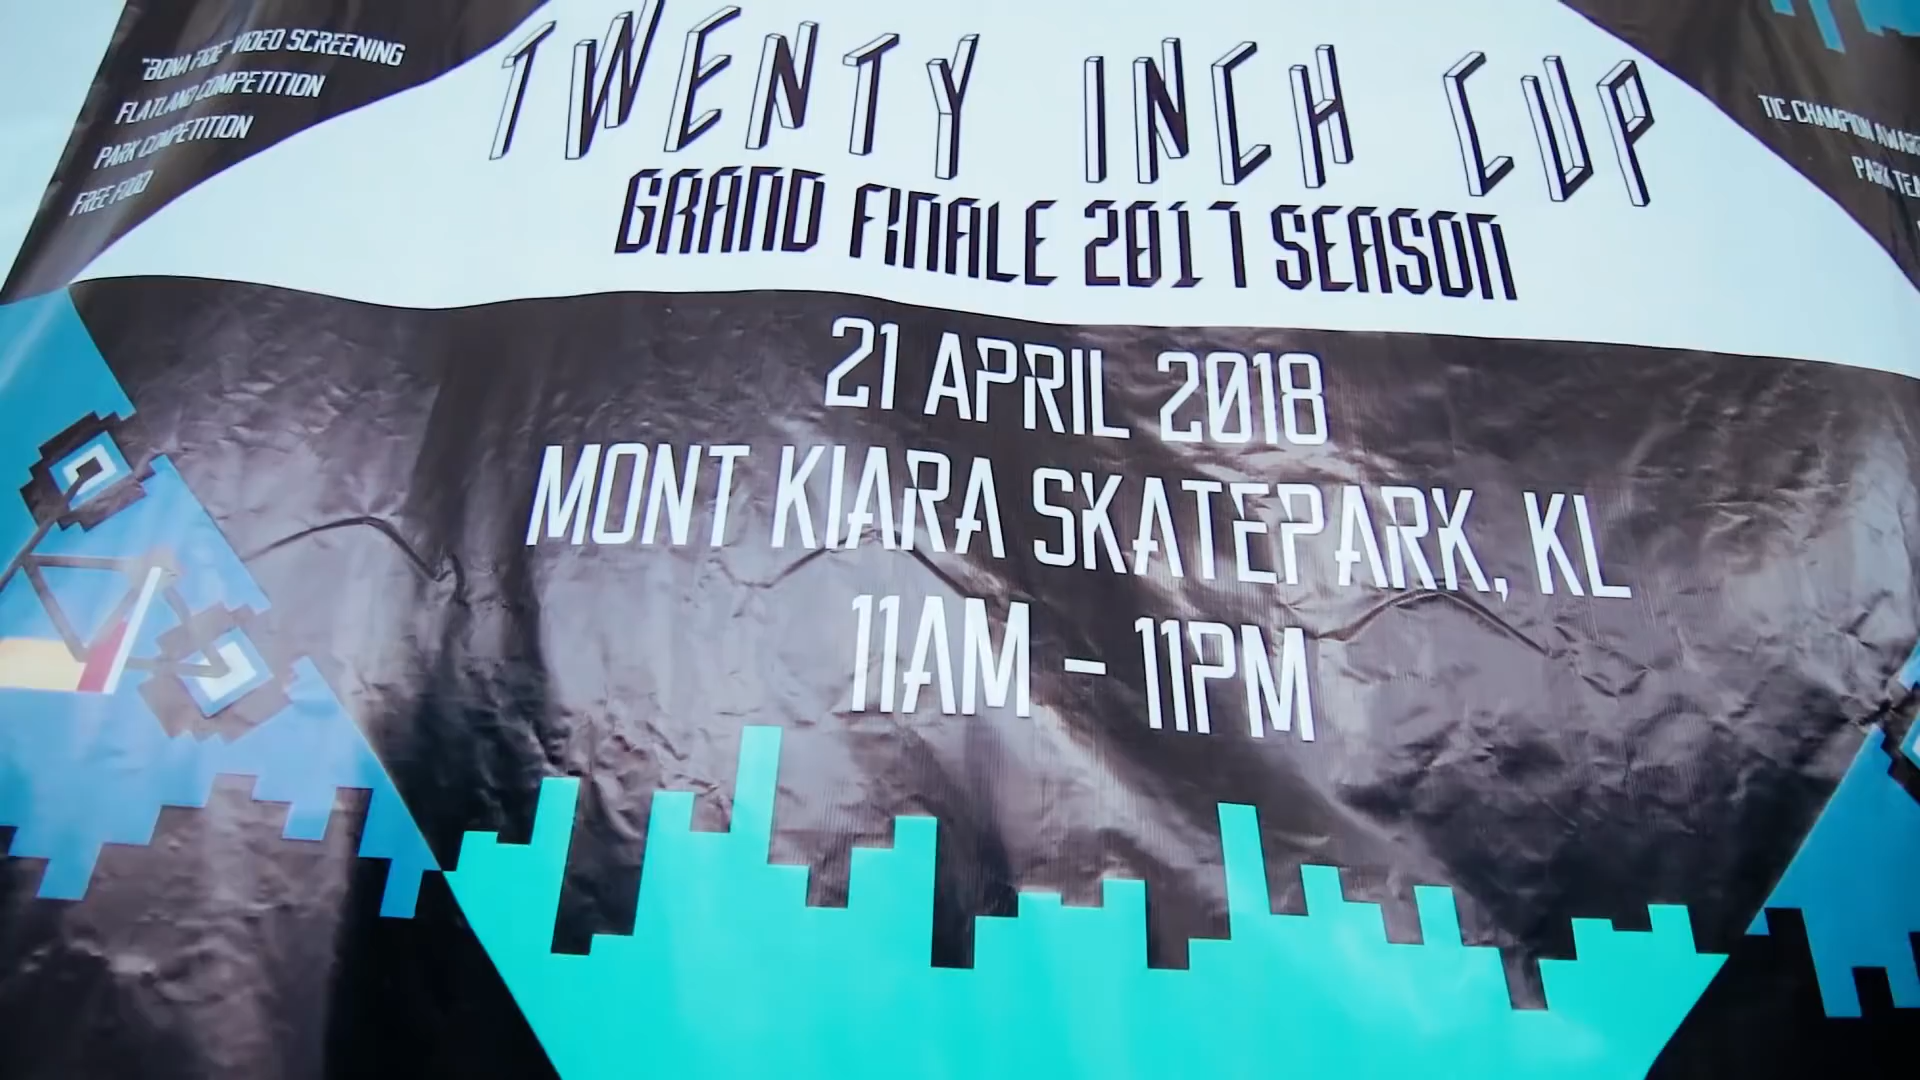 "BONA FIDE" VIDEO SCREENING
FLATLAND COMPETITION
PARK COMPETITION
FREE FOOD
TWENTY INCH CUP
GRAND FINALE 2017 SEASON
21 APRIL 2018
MONT KIARA SKATEPARK, KL
11AM - 11PM
TIC CHAMPION
PARK